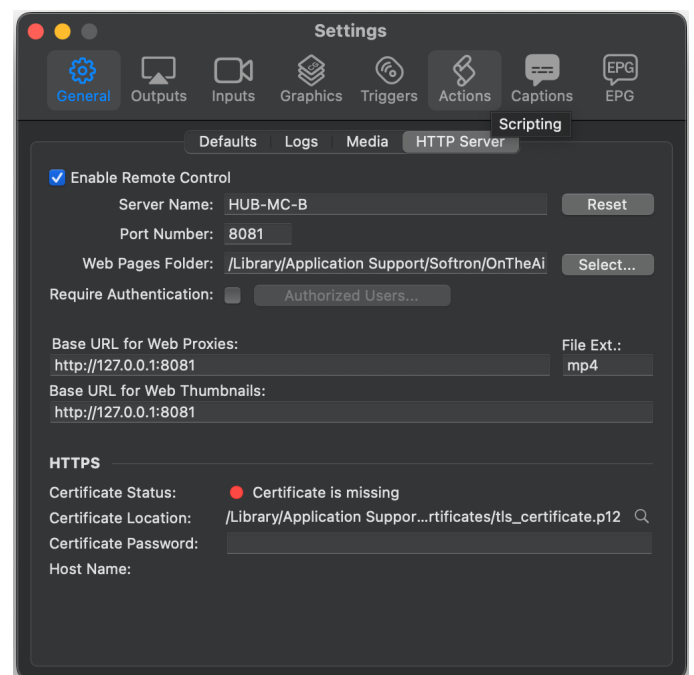 Settings
General Outputs Inputs Graphics Triggers Actions Captions EPG
EPG
Scripting
Defaults Logs Media HTTP Server
Enable Remote Control
Server Name: HUB-MC-B Reset
Port Number: 8081
Web Pages Folder: /Library/Application Support/Softron/OnTheAi Select...
Require Authentication: Authorized Users...
Base URL for Web Proxies: File Ext.:
http://127.0.0.1:8081 mp4
Base URL for Web Thumbnails:
http://127.0.0.1:8081
HTTPS
Certificate Status: Certificate is missing
Certificate Location: /Library/Application Suppor...rtificates/tls_certificate.p12
Certificate Password:
Host Name: